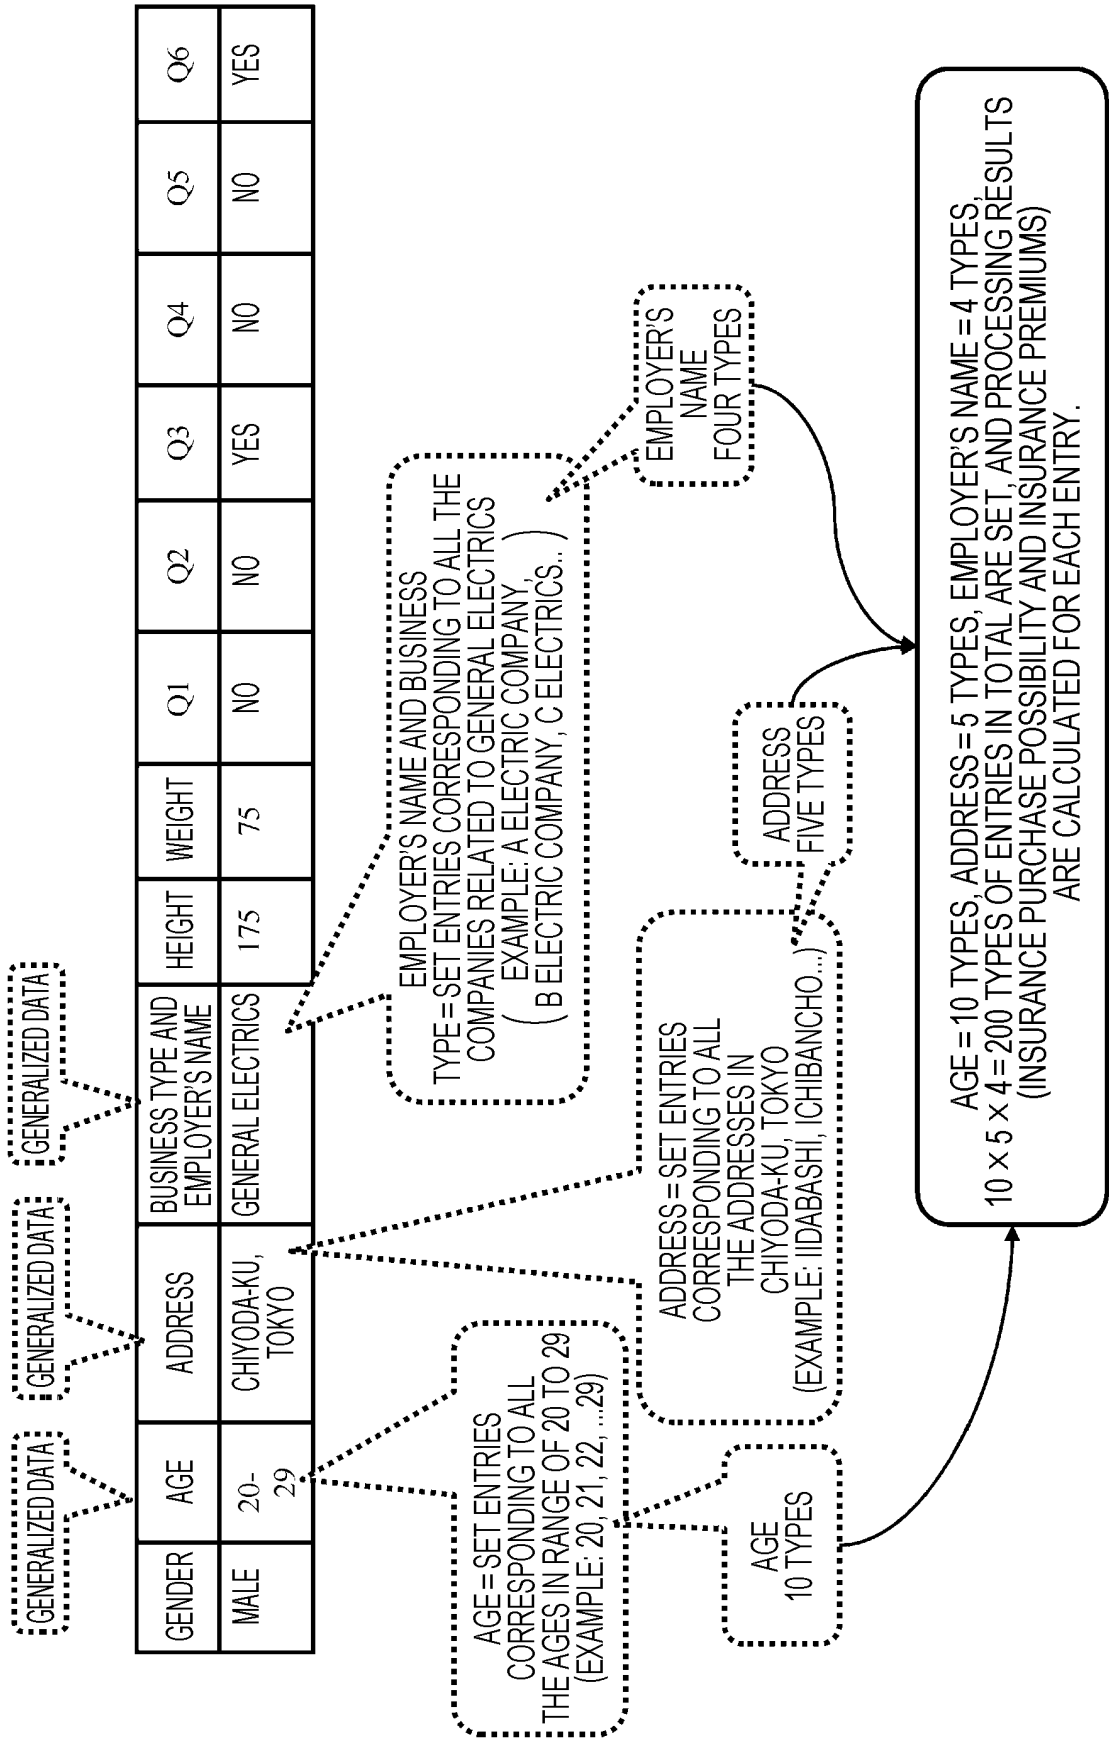 GENERALIZED DATA
GENERALIZED DATA
GENERALIZED DATA
GENDER
AGE
ADDRESS
BUSINESS TYPE AND
EMPLOYER'S NAME
HEIGHT
WEIGHT
Q1
Q2
Q3
Q4
Q5
Q6
MALE
20-
29
CHIYODA-KU,
TOKYO
GENERAL ELECTRICS
175
75
NO
NO
YES
NO
NO
YES
AGE = SET ENTRIES
CORRESPONDING TO ALL
THE AGES IN RANGE OF 20 TO 29
(EXAMPLE: 20, 21, 22, ...29)
EMPLOYER'S NAME AND BUSINESS
TYPE = SET ENTRIES CORRESPONDING TO ALL THE
COMPANIES RELATED TO GENERAL ELECTRICS
( EXAMPLE: A ELECTRIC COMPANY,
B ELECTRIC COMPANY, C ELECTRICS.. )
ADDRESS = SET ENTRIES
CORRESPONDING TO ALL
THE ADDRESSES IN
CHIYODA-KU, TOKYO
(EXAMPLE: IIDABASHI, ICHIBANCHO...)
EMPLOYER'S
NAME
FOUR TYPES
AGE
10 TYPES
ADDRESS
FIVE TYPES
AGE = 10 TYPES, ADDRESS = 5 TYPES, EMPLOYER'S NAME = 4 TYPES,
10 × 5 × 4 = 200 TYPES OF ENTRIES IN TOTAL ARE SET, AND PROCESSING RESULTS
(INSURANCE PURCHASE POSSIBILITY AND INSURANCE PREMIUMS)
ARE CALCULATED FOR EACH ENTRY.